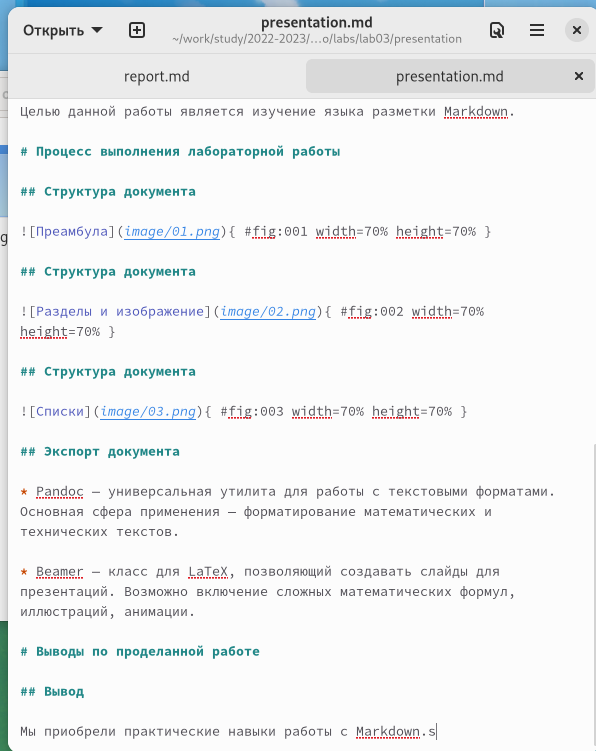 Открыть
presentation.md
~/work/study/2022-2023/…o/labs/lab03/presentation
report.md
presentation.md
Целью данной работы является изучение языка разметки Markdown.
# Процесс выполнения лабораторной работы
## Структура документа
![Преамбула](image/01.png){ #fig:001 width=70% height=70% }
## Структура документа
![Разделы и изображение](image/02.png){ #fig:002 width=70%
height=70% }
## Структура документа
![Списки](image/03.png){ #fig:003 width=70% height=70% }
## Экспорт документа
* Pandoc — универсальная утилита для работы с текстовыми форматами.
Основная сфера применения — форматирование математических и
технических текстов.
* Beamer — класс для LaTeX, позволяющий создавать слайды для
презентаций. Возможно включение сложных математических формул,
иллюстраций, анимации.
# Выводы по проделанной работе
## Вывод
Мы приобрели практические навыки работы с Markdown.s